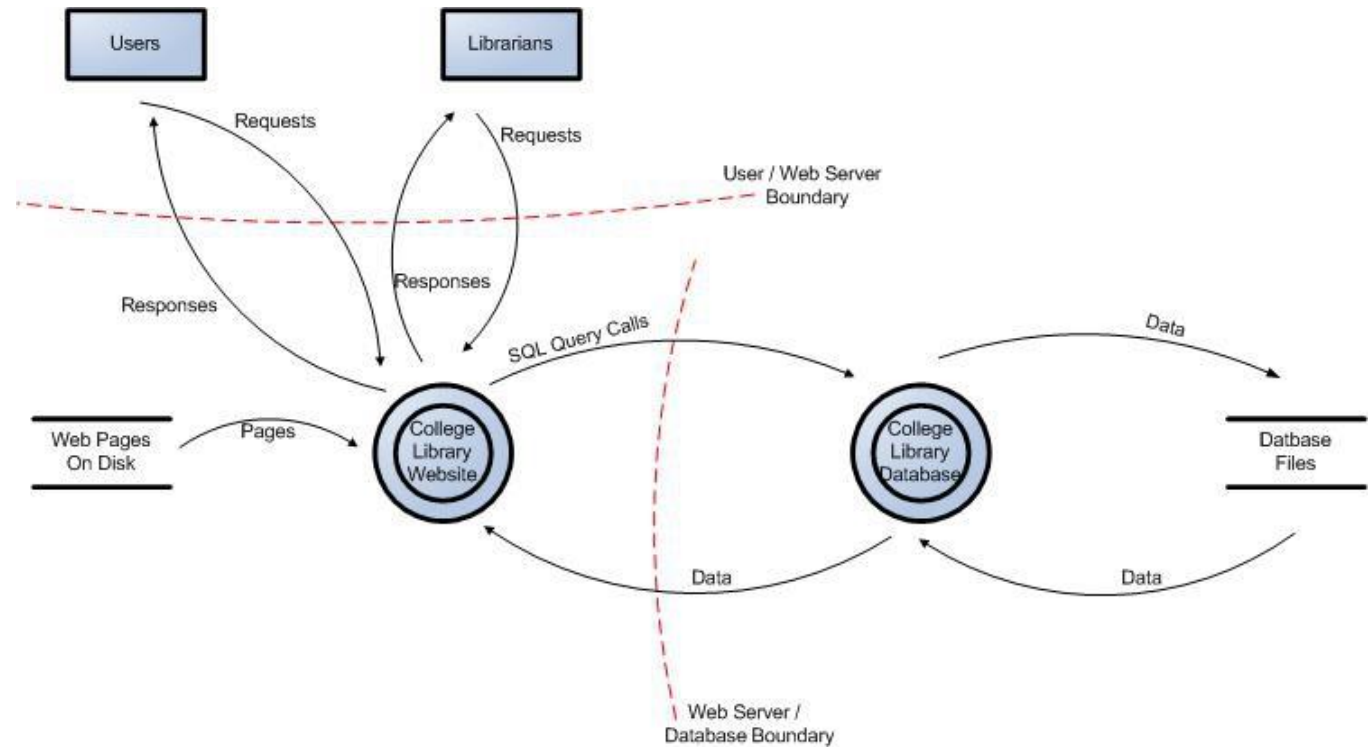 Users
Librarians
Requests
Requests
User / Web Server
Boundary
Responses
Responses
SQL Query Calls
Data
Web Pages
On Disk
Pages
College
Library
Website
College
Library
Database
Datbase
Files
Data
Data
Web Server /
Database Boundary